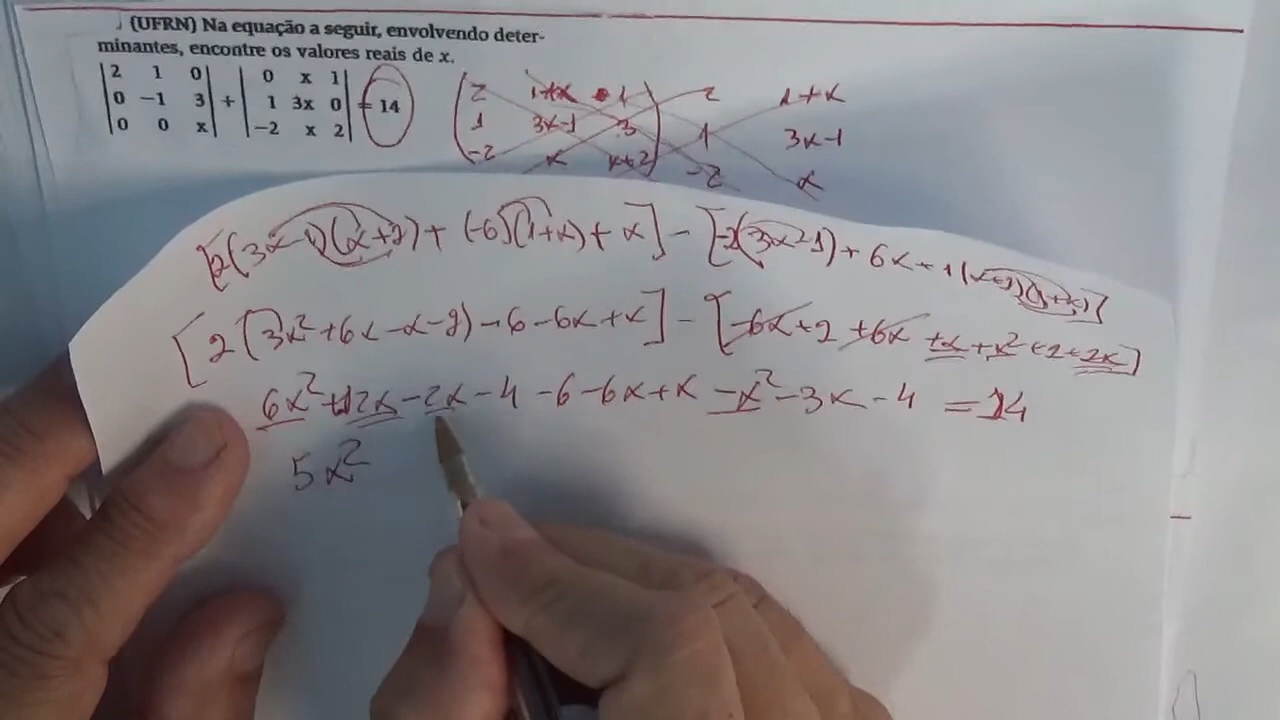 (UFRN) Na equação a seguir, envolvendo deter-
minantes, encontre os valores reais de x.
|2 1 0| |0 x 1|
|0 −1 3| + |1 3x 0| = 14
|0 0 x| |−2 x 2|
2 1+x 1 2 1+x
1 3x-1 3 1 3x-1
-2 x x+2 -2 x
[2(3x-1)(x+2)+(-6)(1+x)+x]-[-2(3x-1)+6x+1(x+2)(1+x)]
[2(3x²+6x-x-2)-6-6x+x]-[-6x+2+6x+x+x²+2+2x]
6x²+12x-2x-4-6-6x+x-x²-3x-4 =14
5x²